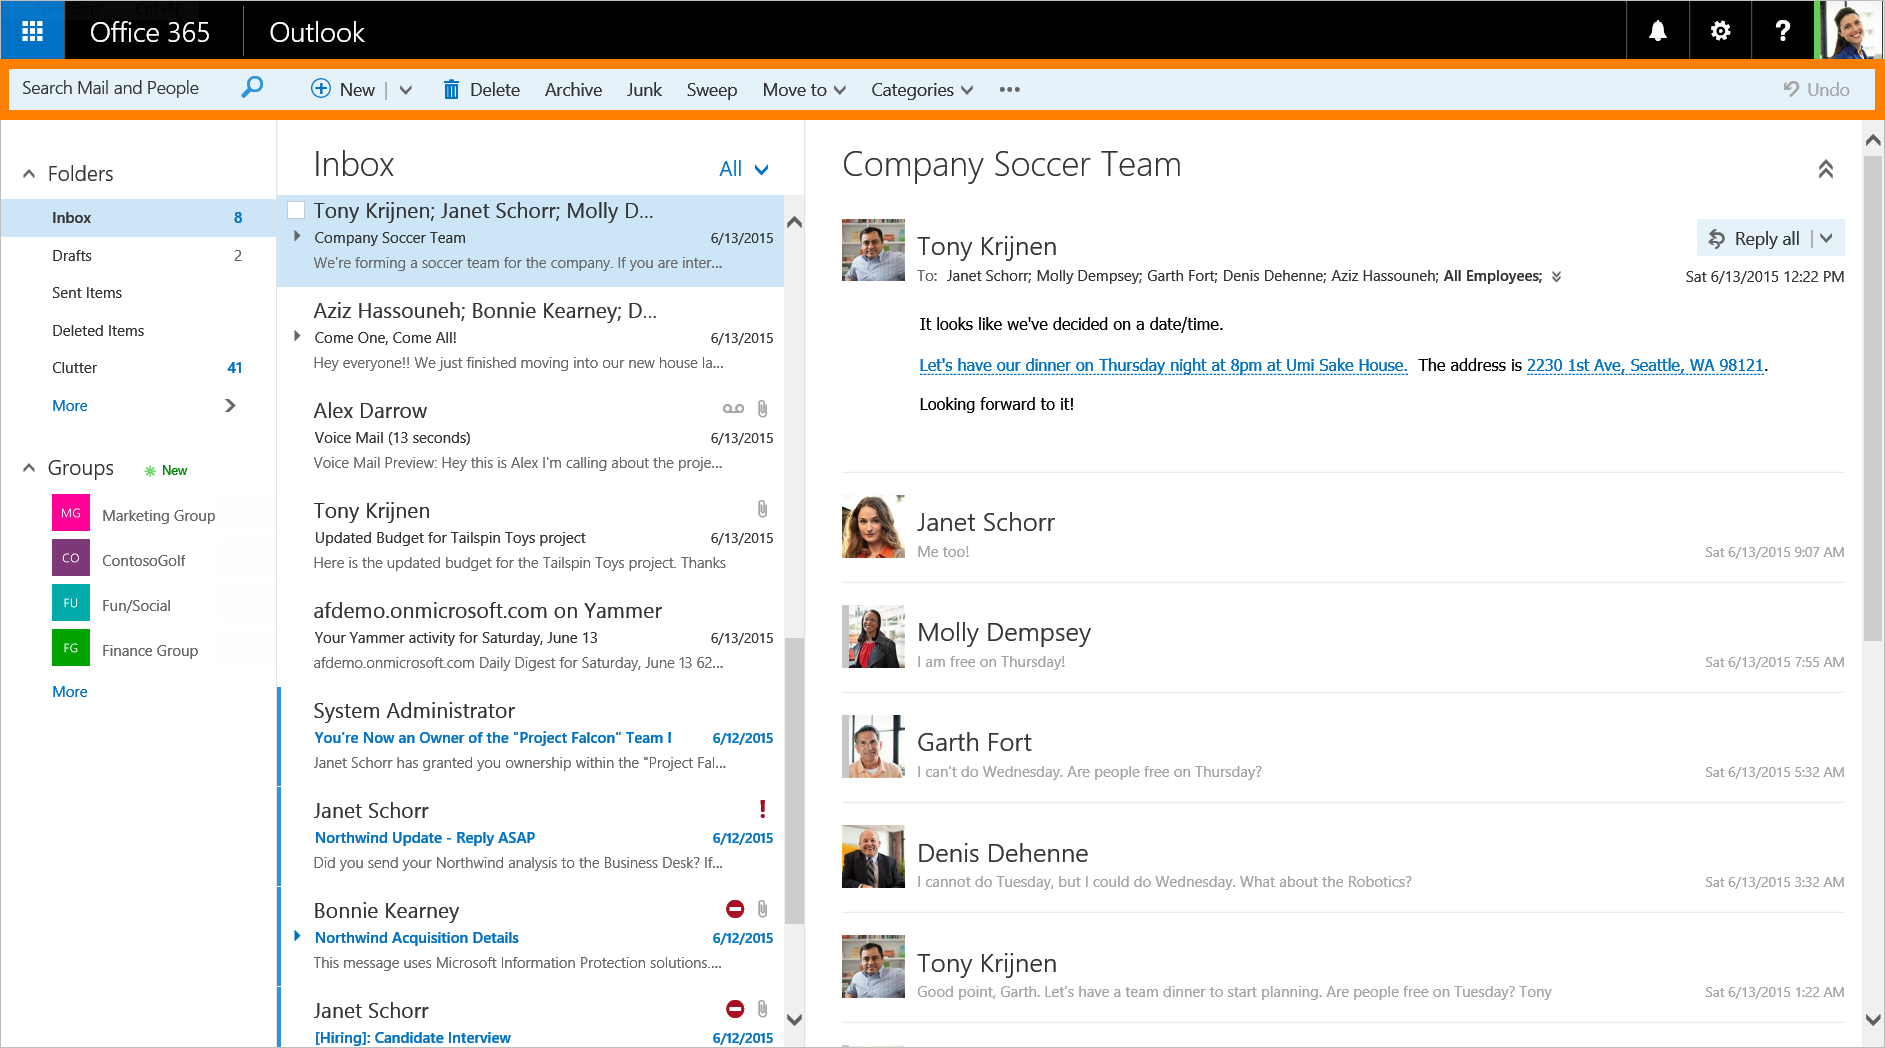 Office 365
Outlook
Search Mail and People
New
Delete
Archive
Junk
Sweep
Move to
Categories
Undo
Folders
Inbox 8
Drafts 2
Sent Items
Deleted Items
Clutter 41
More
Groups New
MG Marketing Group
CO ContosoGolf
FU Fun/Social
FG Finance Group
More
Inbox All
Tony Krijnen; Janet Schorr; Molly D...
Company Soccer Team 6/13/2015
We're forming a soccer team for the company. If you are inter...
Aziz Hassouneh; Bonnie Kearney; D...
Come One, Come All! 6/13/2015
Hey everyone!! We just finished moving into our new house la...
Alex Darrow
Voice Mail (13 seconds) 6/13/2015
Voice Mail Preview: Hey this is Alex I'm calling about the proje...
Tony Krijnen
Updated Budget for Tailspin Toys project 6/13/2015
Here is the updated budget for the Tailspin Toys project. Thanks
afdemo.onmicrosoft.com on Yammer
Your Yammer activity for Saturday, June 13 6/13/2015
afdemo.onmicrosoft.com Daily Digest for Saturday, June 13 62...
System Administrator
You're Now an Owner of the "Project Falcon" Team 6/12/2015
Janet Schorr has granted you ownership within the "Project Fal...
Janet Schorr
Northwind Update - Reply ASAP 6/12/2015
Did you send your Northwind analysis to the Business Desk? If...
Bonnie Kearney
Northwind Acquisition Details 6/12/2015
This message uses Microsoft Information Protection solutions....
Janet Schorr
[Hiring]: Candidate Interview 6/12/2015
Company Soccer Team
Tony Krijnen
Reply all
To: Janet Schorr; Molly Dempsey; Garth Fort; Denis Dehenne; Aziz Hassouneh; All Employees;
Sat 6/13/2015 12:22 PM
It looks like we've decided on a date/time.
Let's have our dinner on Thursday night at 8pm at Umi Sake House. The address is 2230 1st Ave, Seattle, WA 98121.
Looking forward to it!
Janet Schorr
Me too! Sat 6/13/2015 9:07 AM
Molly Dempsey
I am free on Thursday! Sat 6/13/2015 7:55 AM
Garth Fort
I can't do Wednesday. Are people free on Thursday? Sat 6/13/2015 5:32 AM
Denis Dehenne
I cannot do Tuesday, but I could do Wednesday. What about the Robotics? Sat 6/13/2015 3:32 AM
Tony Krijnen
Good point, Garth. Let's have a team dinner to start planning. Are people free on Tuesday? Tony Sat 6/13/2015 1:22 AM